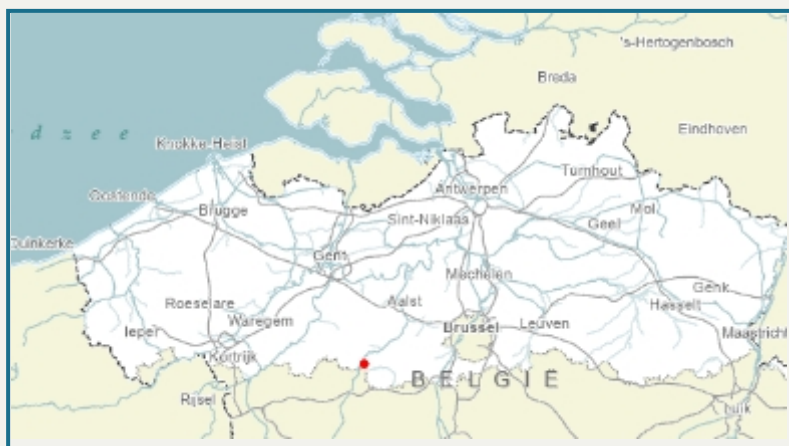 's-Hertogenbosch
Breda
Eindhoven
dzee
Knokke-Heist
Turnhout
Antwerpen
Oostende
Brugge
Sint-Niklaas
Mol
Geel
Duinkerke
Gent
Mechelen
Genk
Roeselare
Aalst
Hasselt
Ieper
Waregem
Brussel
Leuven
Maastricht
Kortrijk
BELGIË
Rijsel
Luik